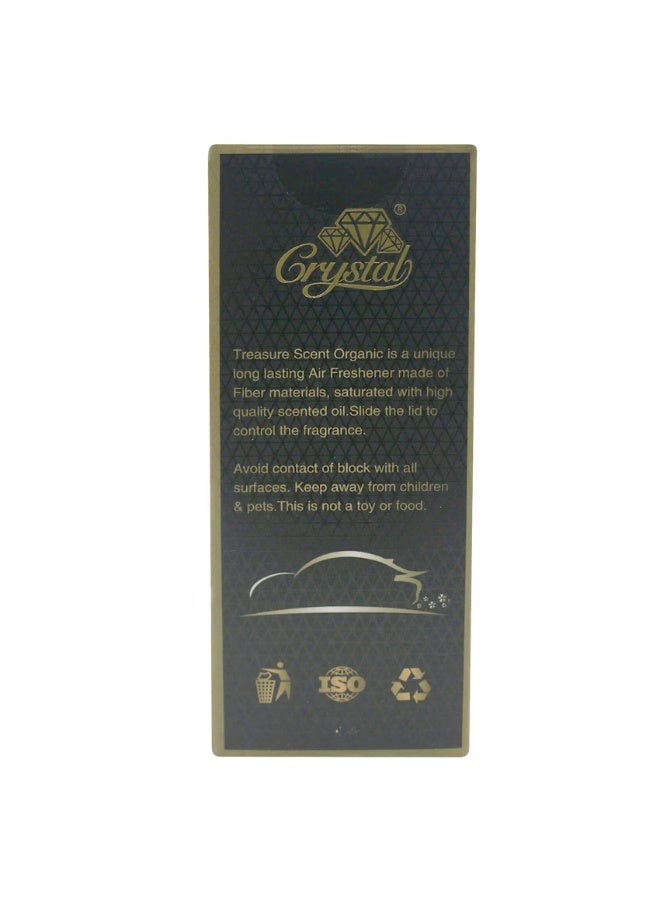 ®
Crystal
Treasure Scent Organic is a unique
long lasting Air Freshener made of
Fiber materials, saturated with high
quality scented oil.Slide the lid to
control the fragrance.
Avoid contact of block with all
surfaces. Keep away from children
& pets.This is not a toy or food.
ISO